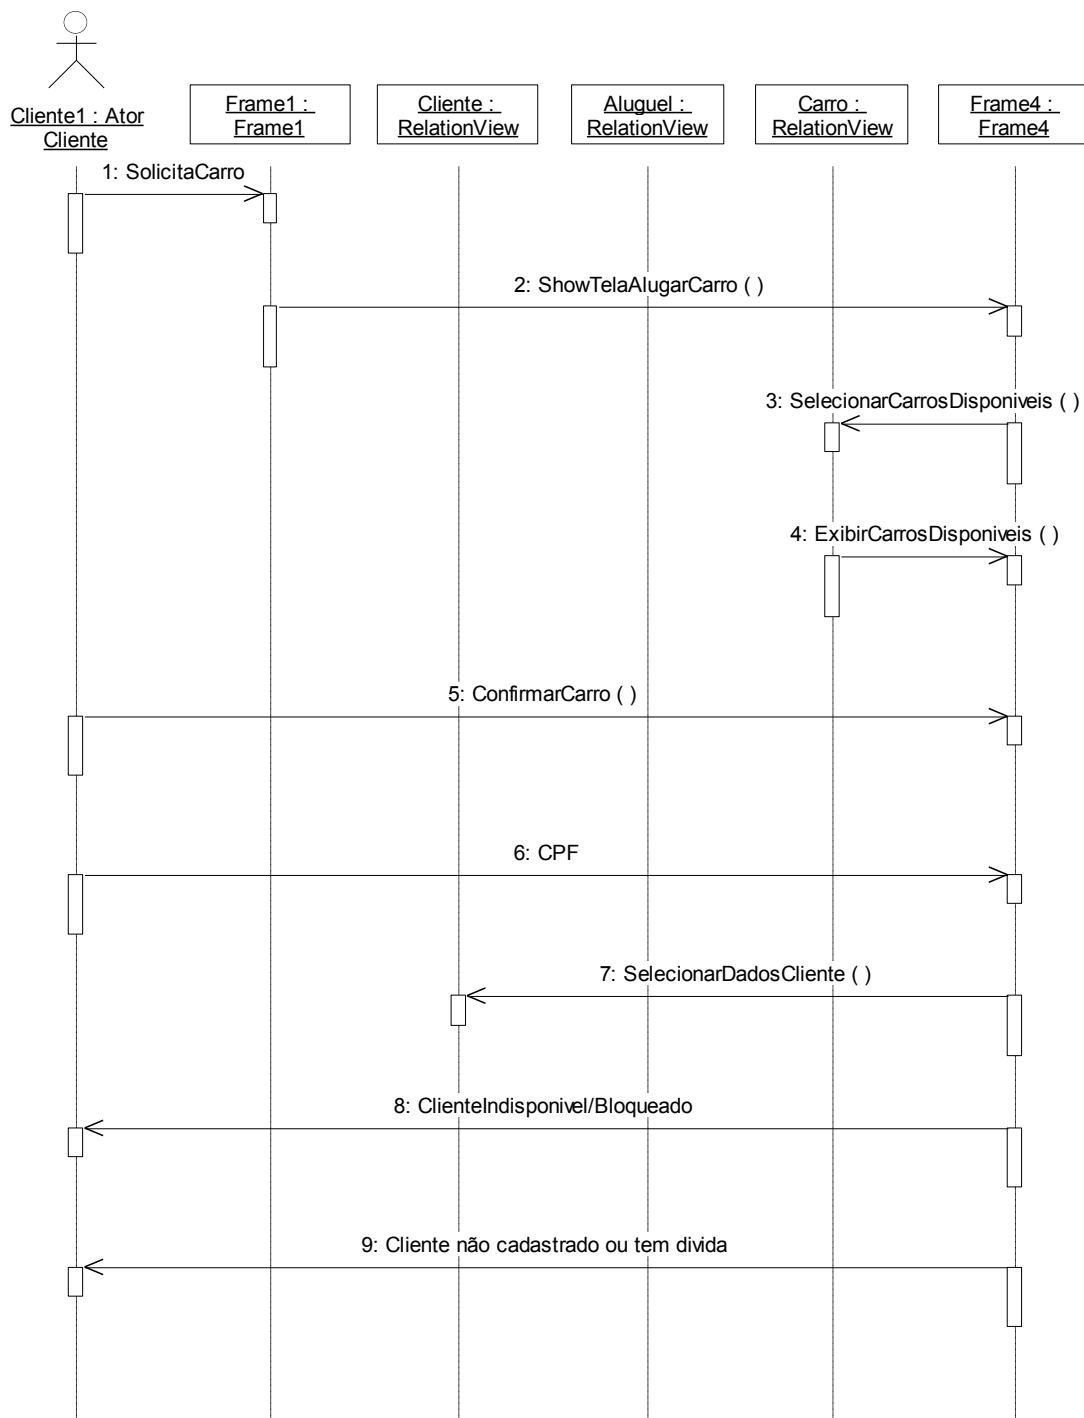 Cliente1 : Ator
Cliente
Frame1 :
Frame1
Cliente :
RelationView
Aluguel :
RelationView
Carro :
RelationView
Frame4 :
Frame4
1: SolicitaCarro
2: ShowTelaAlugarCarro ( )
3: SelecionarCarrosDisponiveis ( )
4: ExibirCarrosDisponiveis ( )
5: ConfirmarCarro ( )
6: CPF
7: SelecionarDadosCliente ( )
8: ClienteIndisponivel/Bloqueado
9: Cliente não cadastrado ou tem divida